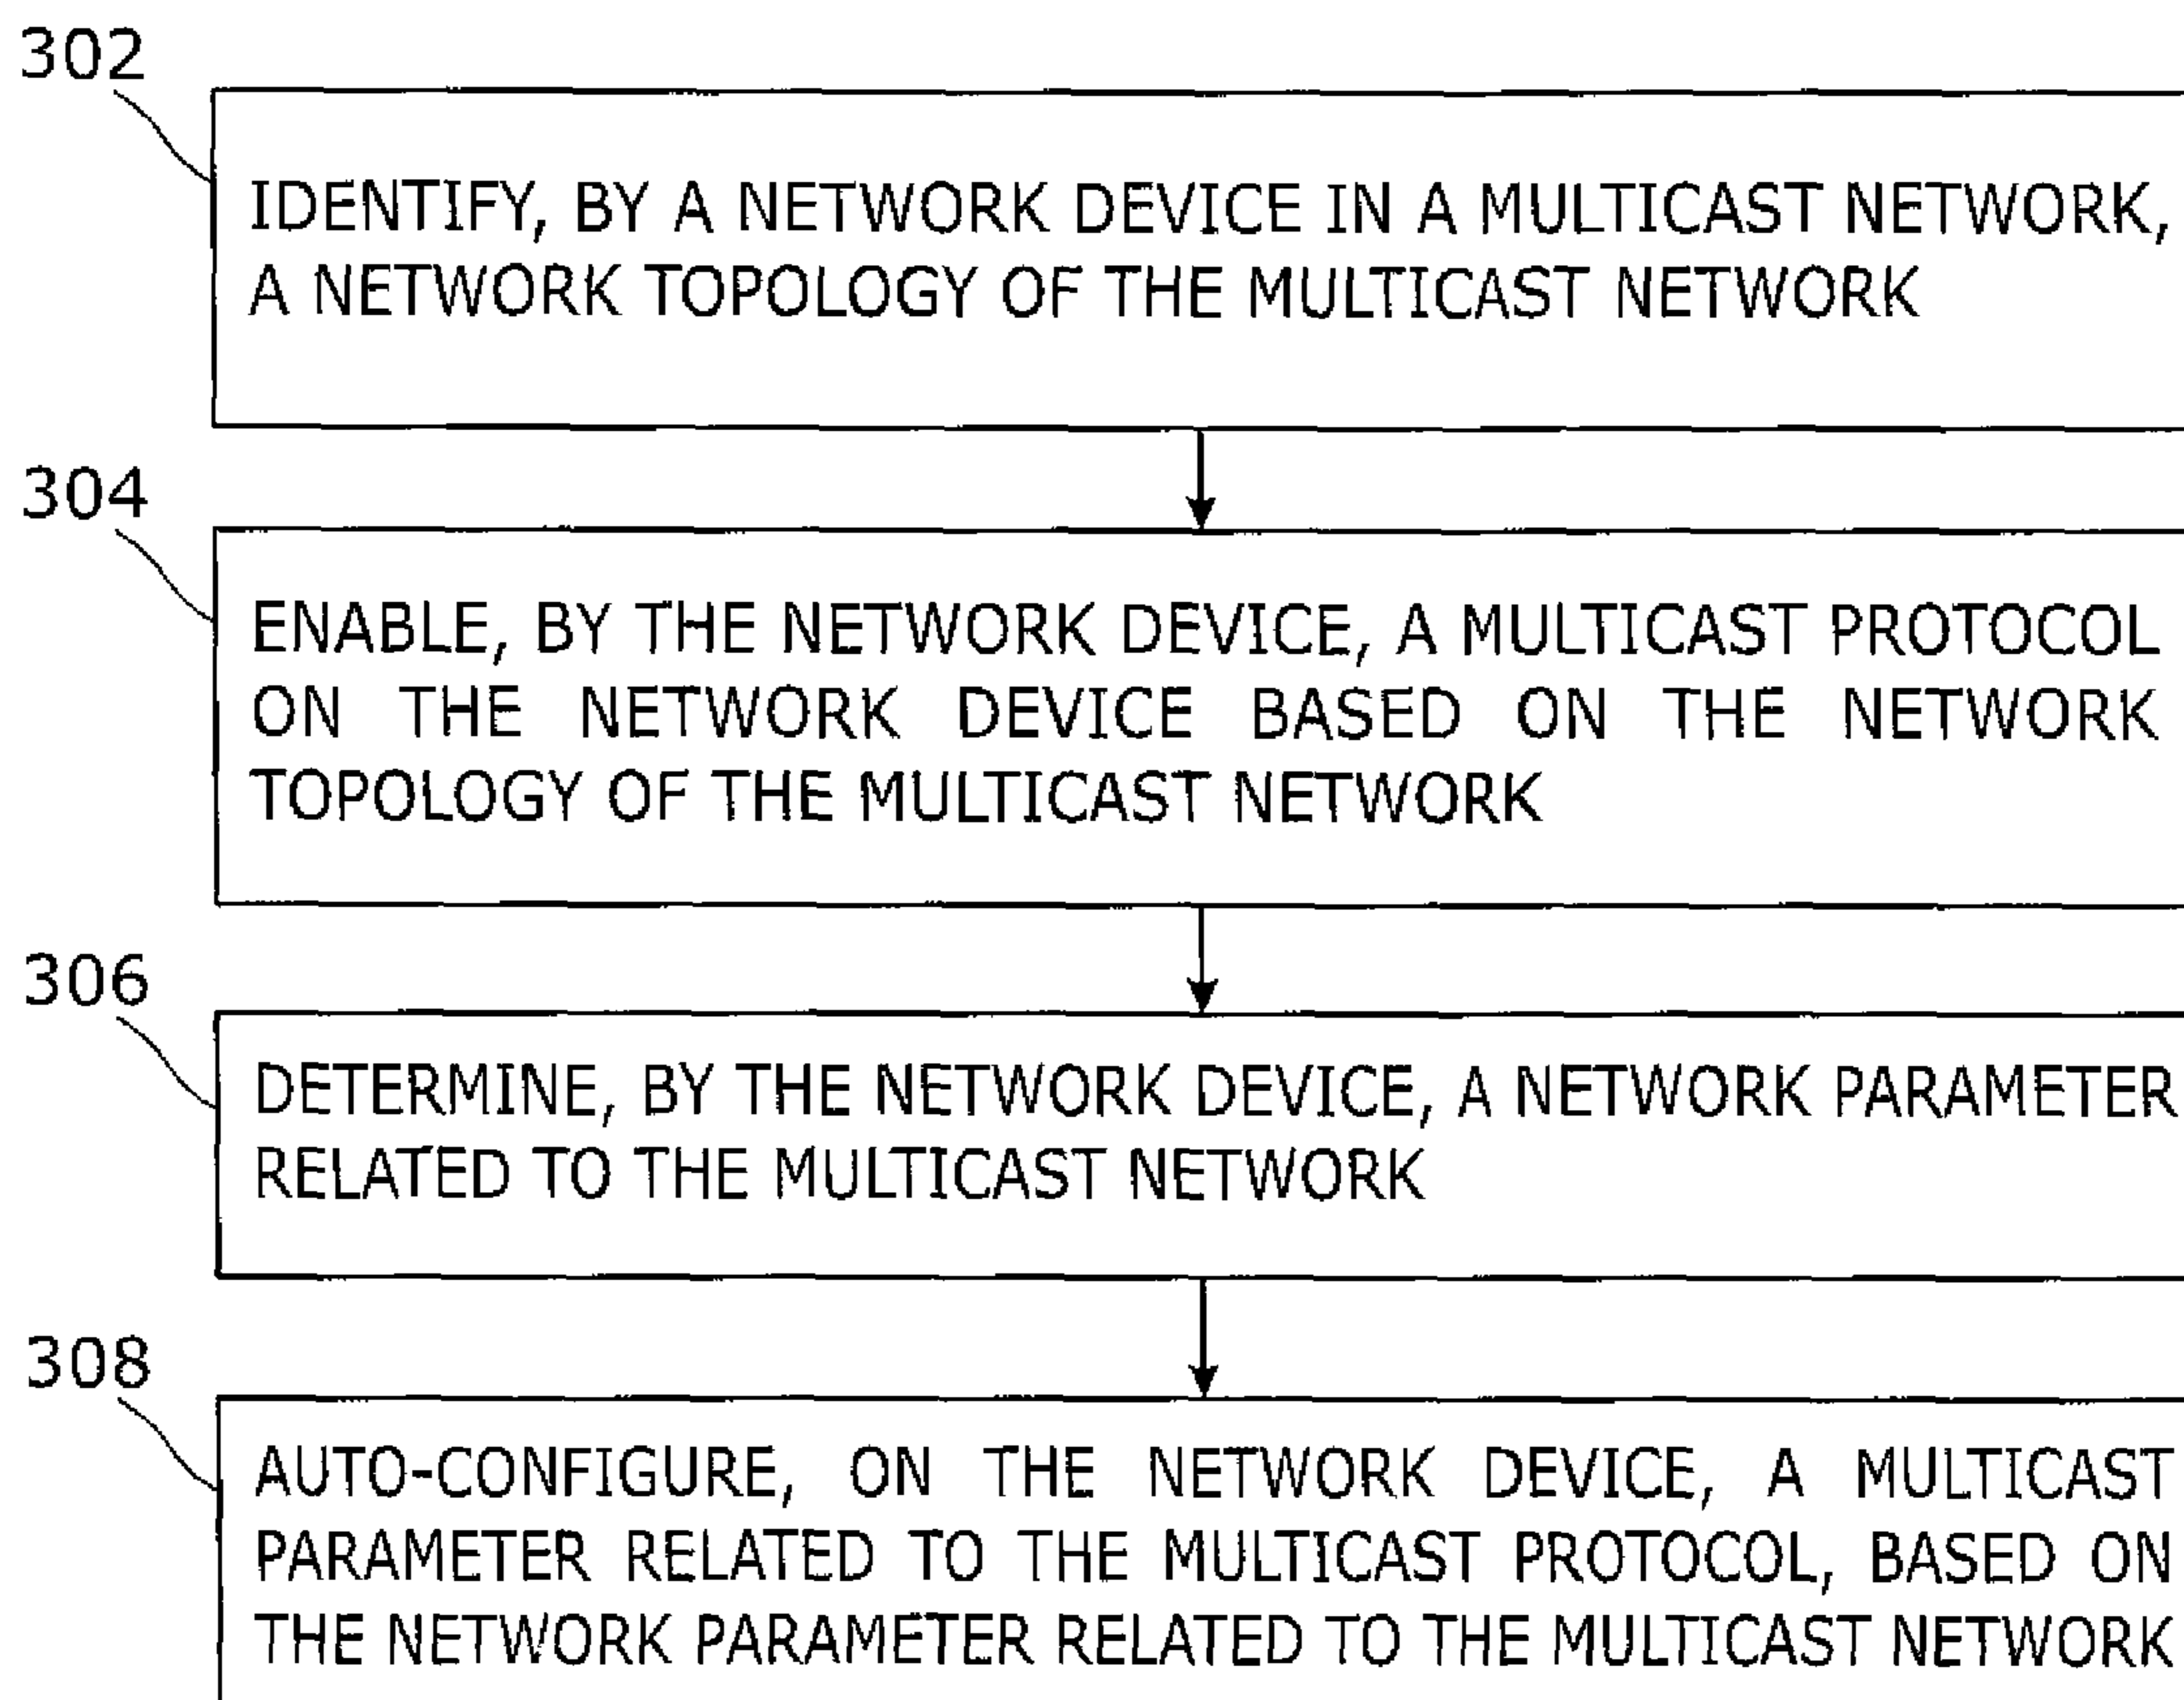 302
IDENTIFY, BY A NETWORK DEVICE IN A MULTICAST NETWORK,
A NETWORK TOPOLOGY OF THE MULTICAST NETWORK
304
ENABLE, BY THE NETWORK DEVICE, A MULTICAST PROTOCOL
ON THE NETWORK DEVICE BASED ON THE NETWORK
TOPOLOGY OF THE MULTICAST NETWORK
306
DETERMINE, BY THE NETWORK DEVICE, A NETWORK PARAMETER
RELATED TO THE MULTICAST NETWORK
308
AUTO-CONFIGURE, ON THE NETWORK DEVICE, A MULTICAST
PARAMETER RELATED TO THE MULTICAST PROTOCOL, BASED ON
THE NETWORK PARAMETER RELATED TO THE MULTICAST NETWORK